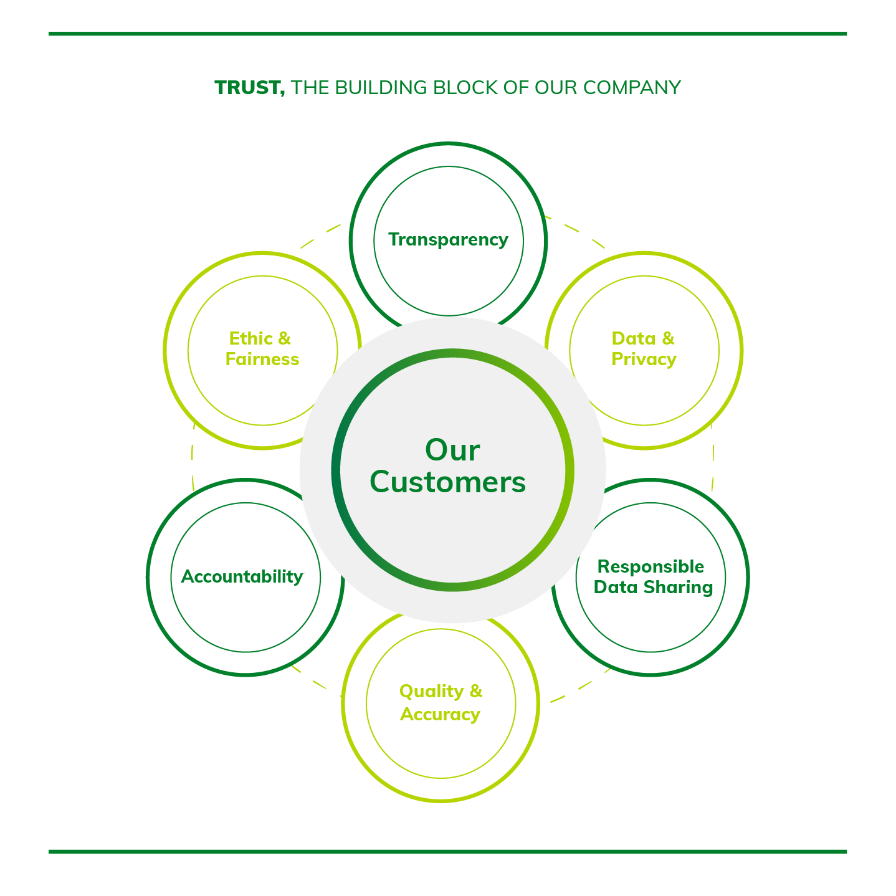 TRUST, THE BUILDING BLOCK OF OUR COMPANY
Transparency
Ethic &
Fairness
Data &
Privacy
Our
Customers
Accountability
Responsible
Data Sharing
Quality &
Accuracy